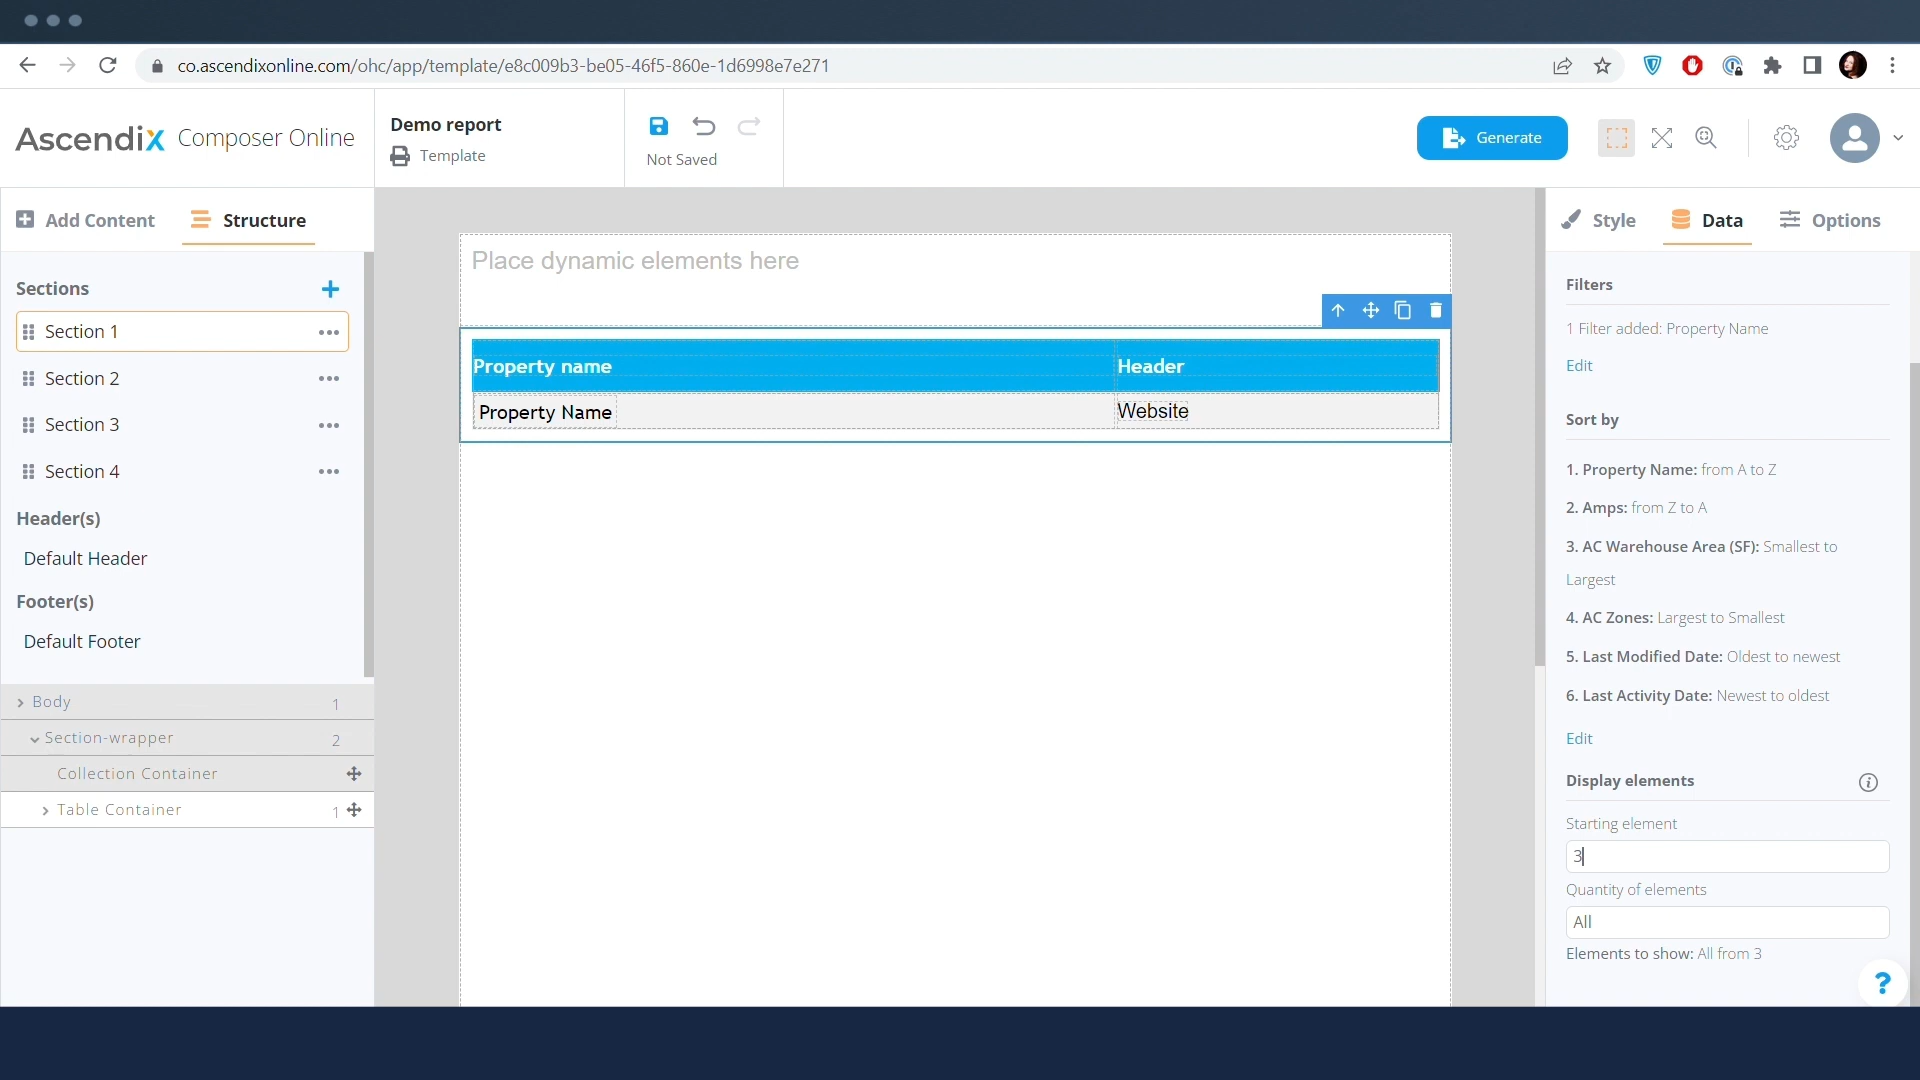 co.ascendixonline.com/ohc/app/template/e8c009b3-be05-46f5-860e-1d6998e7e271
Ascendix Composer Online
Demo report
Template
Not Saved
Generate
Add Content
Structure
Sections
Section 1
Section 2
Section 3
Section 4
Header(s)
Default Header
Footer(s)
Default Footer
Body 1
Section-wrapper 2
Collection Container
Table Container 1
Place dynamic elements here
Property name Header
Property Name Website
Style
Data
Options
Filters
1 Filter added: Property Name
Edit
Sort by
1. Property Name: from A to Z
2. Amps: from Z to A
3. AC Warehouse Area (SF): Smallest to
Largest
4. AC Zones: Largest to Smallest
5. Last Modified Date: Oldest to newest
6. Last Activity Date: Newest to oldest
Edit
Display elements
Starting element
3
Quantity of elements
All
Elements to show: All from 3
?